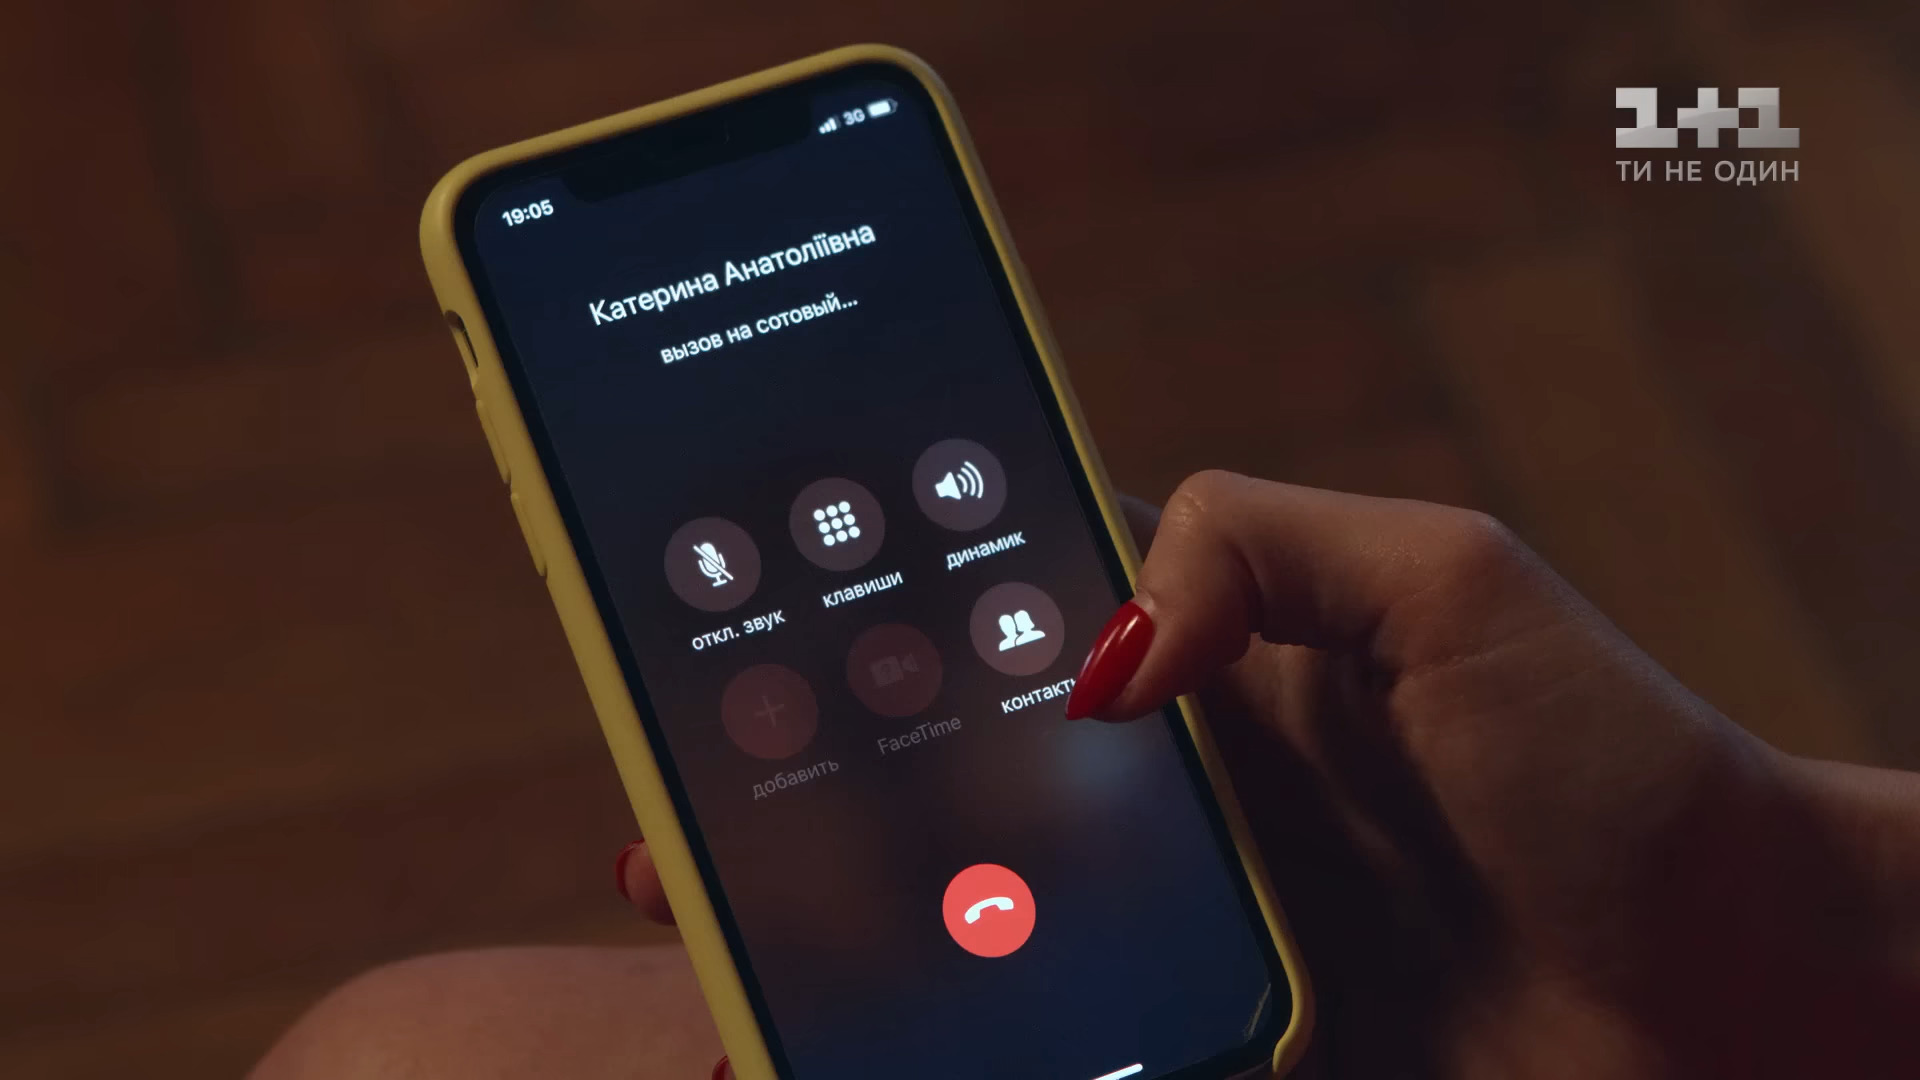 1+1
ТИ НЕ ОДИН
3G
19:05
Катерина Анатоліївна
вызов на сотовый...
откл. звук
клавиши
динамик
добавить
FaceTime
контакты